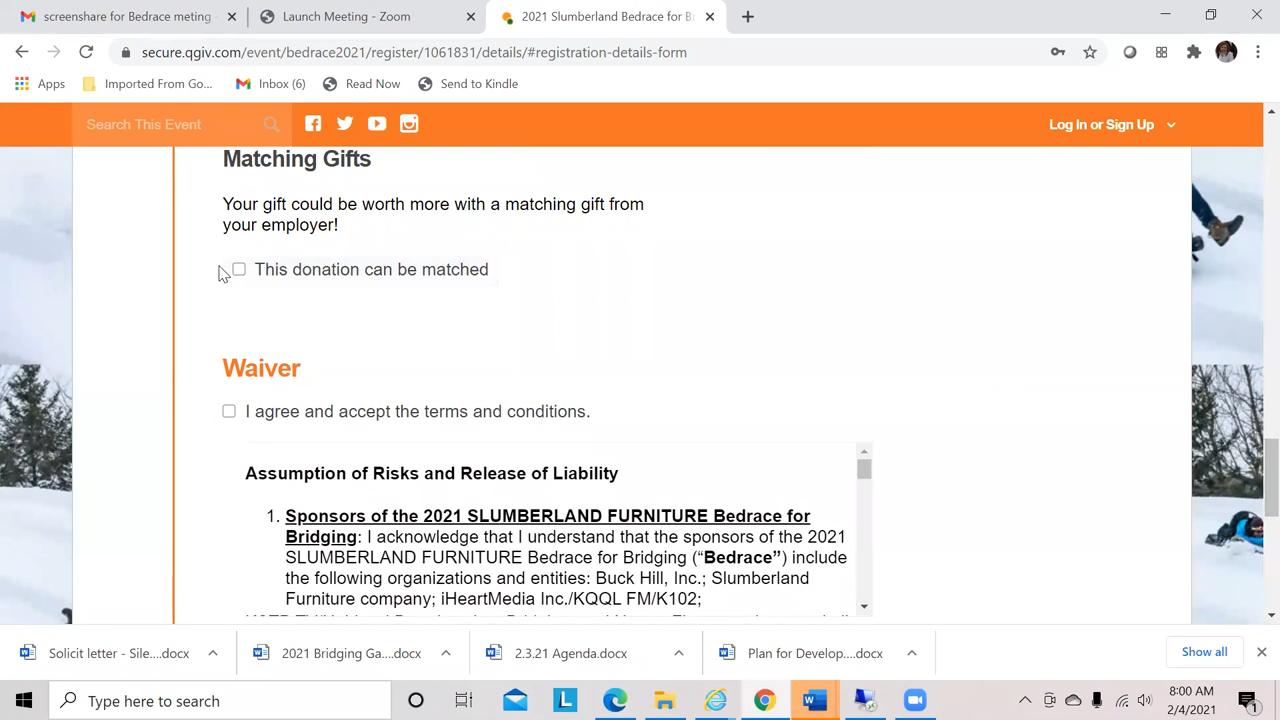 screenshare for Bedrace meting
Launch Meeting - Zoom
2021 Slumberland Bedrace for B
secure.qgiv.com/event/bedrace2021/register/1061831/details/#registration-details-form
Apps
Imported From Go...
Inbox (6)
Read Now
Send to Kindle
Search This Event
Log In or Sign Up
Matching Gifts
Your gift could be worth more with a matching gift from
your employer!
This donation can be matched
Waiver
I agree and accept the terms and conditions.
Assumption of Risks and Release of Liability
1. Sponsors of the 2021 SLUMBERLAND FURNITURE Bedrace for
Bridging: I acknowledge that I understand that the sponsors of the 2021
SLUMBERLAND FURNITURE Bedrace for Bridging (“Bedrace”) include
the following organizations and entities: Buck Hill, Inc.; Slumberland
Furniture company; iHeartMedia Inc./KQQL FM/K102;
Solicit letter - Sile....docx
2021 Bridging Ga....docx
2.3.21 Agenda.docx
Plan for Develop....docx
Show all
Type here to search
L
8:00 AM
2/4/2021
1